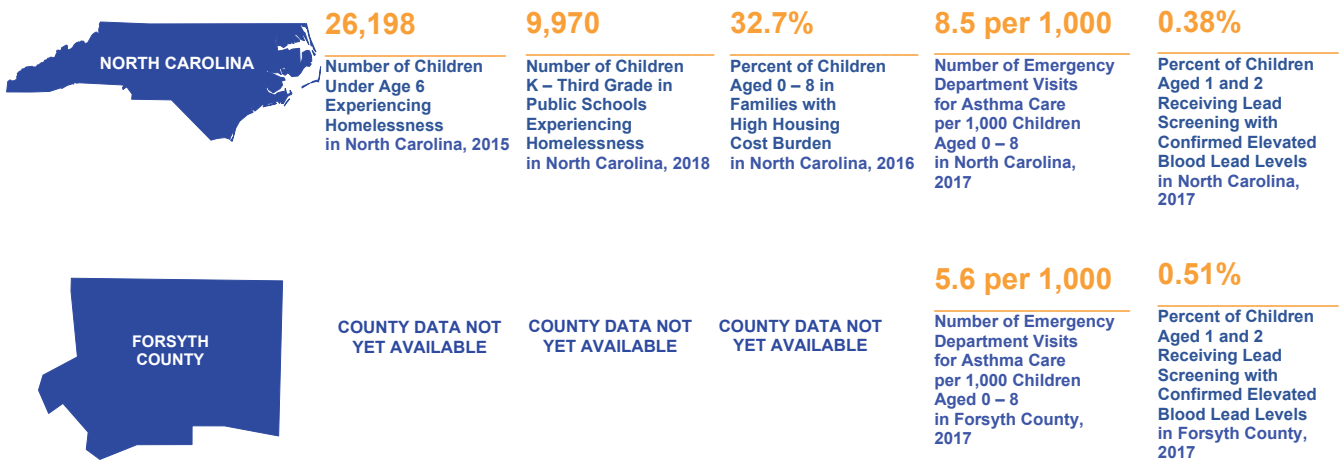 NORTH CAROLINA
26,198
Number of Children
Under Age 6
Experiencing
Homelessness
in North Carolina, 2015
9,970
Number of Children
K – Third Grade in
Public Schools
Experiencing
Homelessness
in North Carolina, 2018
32.7%
Percent of Children
Aged 0 – 8 in
Families with
High Housing
Cost Burden
in North Carolina, 2016
8.5 per 1,000
Number of Emergency
Department Visits
for Asthma Care
per 1,000 Children
Aged 0 – 8
in North Carolina,
2017
0.38%
Percent of Children
Aged 1 and 2
Receiving Lead
Screening with
Confirmed Elevated
Blood Lead Levels
in North Carolina,
2017
FORSYTH
COUNTY
COUNTY DATA NOT
YET AVAILABLE
COUNTY DATA NOT
YET AVAILABLE
COUNTY DATA NOT
YET AVAILABLE
5.6 per 1,000
Number of Emergency
Department Visits
for Asthma Care
per 1,000 Children
Aged 0 – 8
in Forsyth County,
2017
0.51%
Percent of Children
Aged 1 and 2
Receiving Lead
Screening with
Confirmed Elevated
Blood Lead Levels
in Forsyth County,
2017